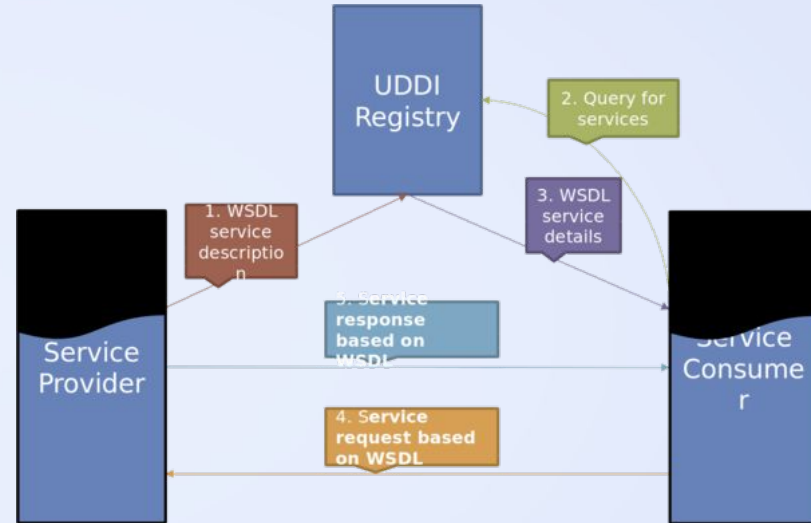 UDDI
Registry
2. Query for
services
1. WSDL
service
descriptio
n
3. WSDL
service
details
5. Service
response
based on
WSDL
Service
Provider
Service
Consume
r
4. Service
request based
on WSDL